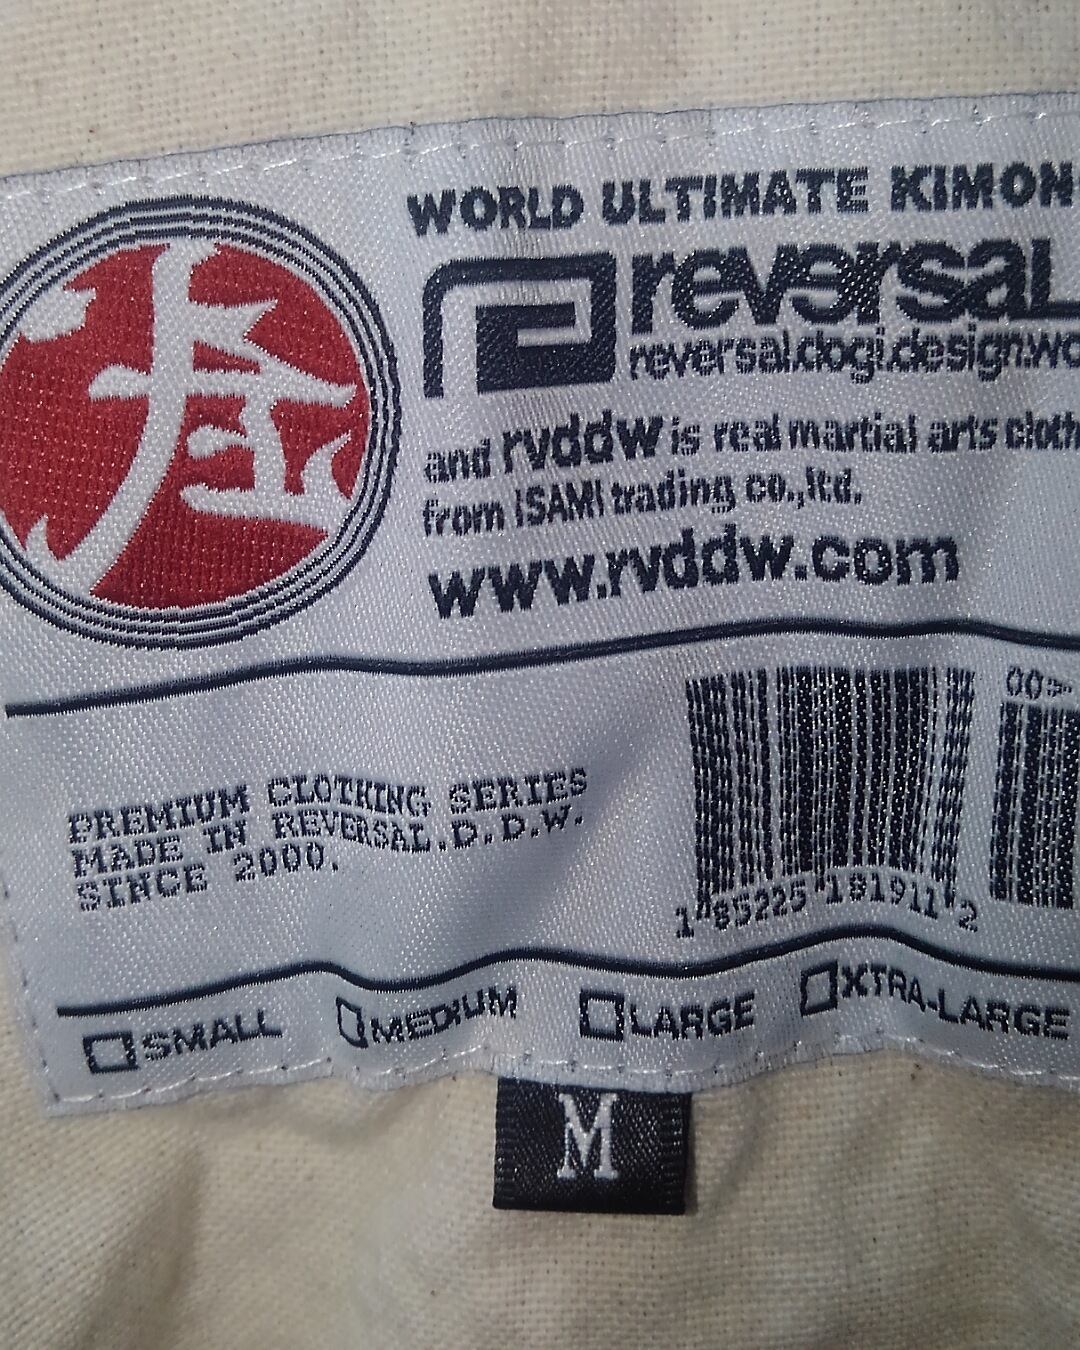 WORLD ULTIMATE KIMON
reversal
reversal.dogi.design.wo
and rvddw is real martial arts cloth
from ISAMI trading co.,ltd.
www.rvddw.com
PREMIUM CLOTHING SERIES
MADE IN REVERSAL.D.D.W.
SINCE 2000.
1 85225 181911 2
SMALL MEDIUM LARGE XTRA-LARGE
M